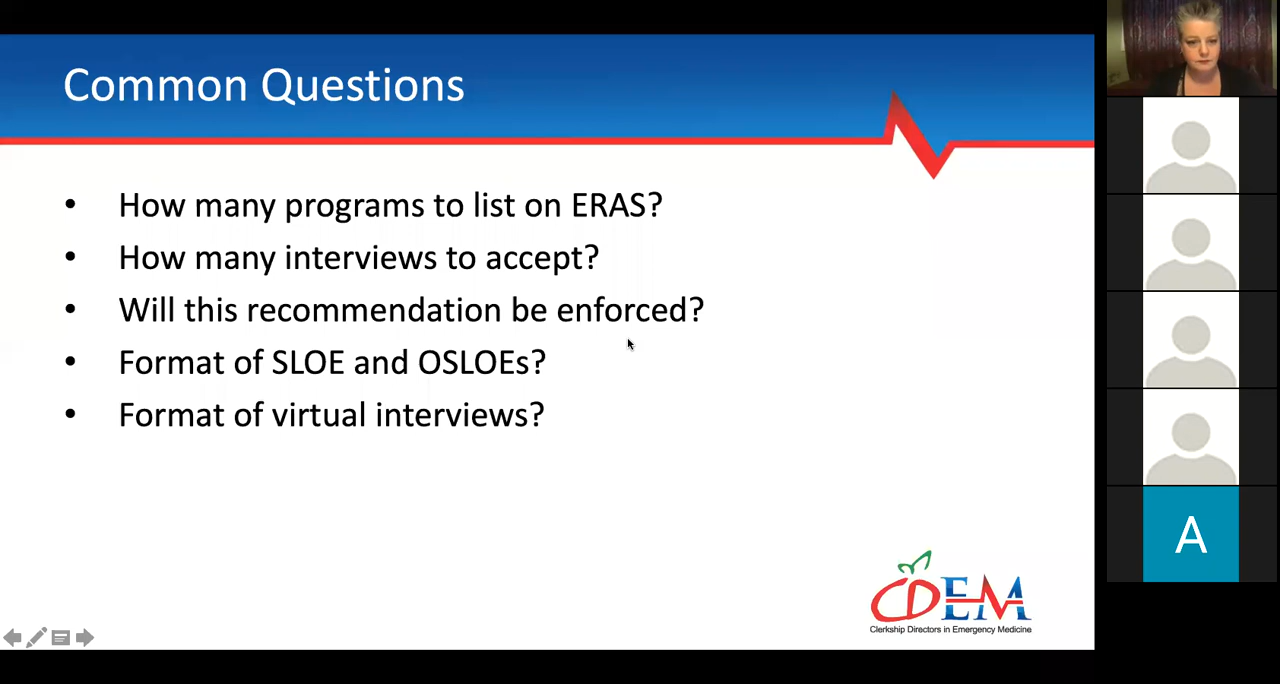 Common Questions
• How many programs to list on ERAS?
• How many interviews to accept?
• Will this recommendation be enforced?
• Format of SLOE and OSLOEs?
• Format of virtual interviews?
A
CDEM
Clerkship Directors in Emergency Medicine